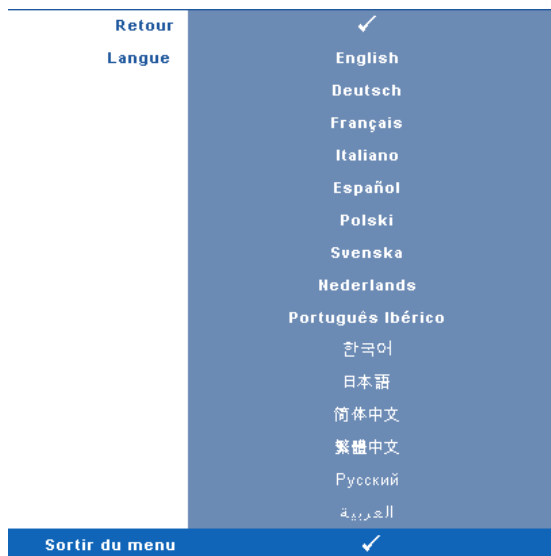 Retour ✓
Langue English
Deutsch
Français
Italiano
Español
Polski
Svenska
Nederlands
Português Ibérico
한국어
日本語
简体中文
繁體中文
Русский
العربية
Sortir du menu ✓